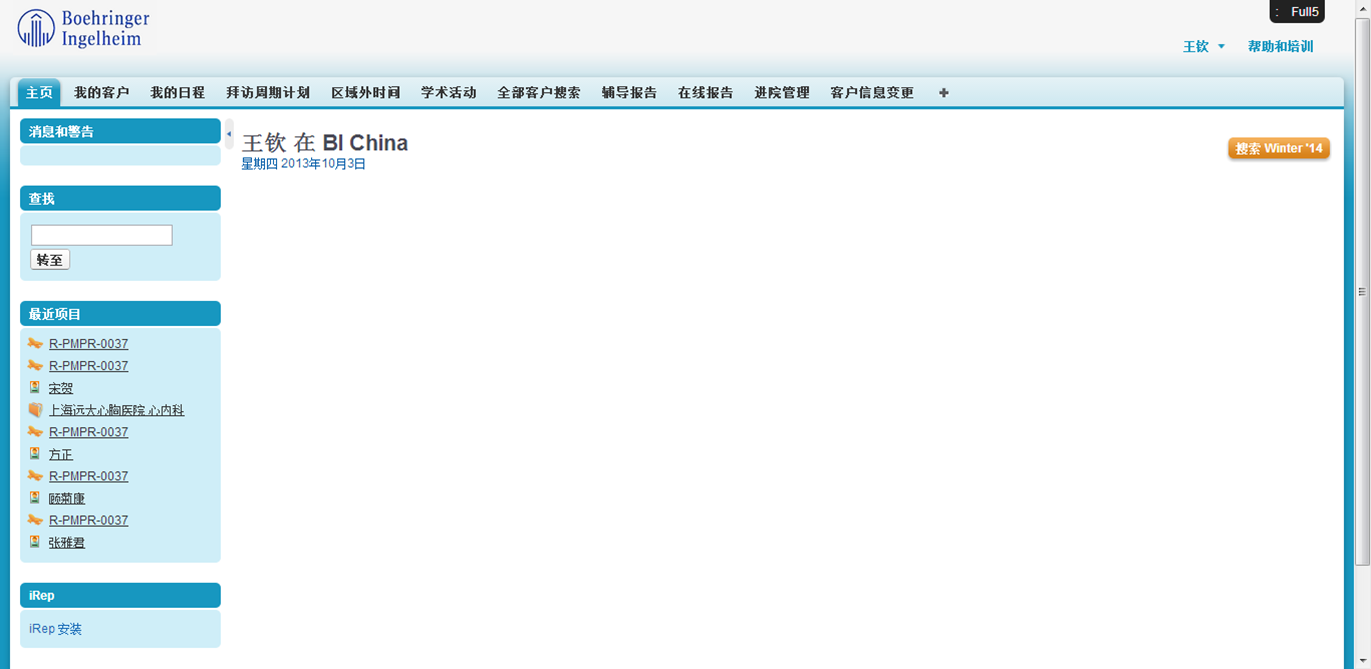 Boehringer
Ingelheim
: Full5
王钦 帮助和培训
主页 我的客户 我的日程 拜访周期计划 区域外时间 学术活动 全部客户搜索 辅导报告 在线报告 进院管理 客户信息变更 +
消息和警告
王钦 在 BI China
星期四 2013年10月3日
搜索 Winter '14
查找
转至
最近项目
R-PMPR-0037
R-PMPR-0037
宋贺
上海远大心胸医院 心内科
R-PMPR-0037
方正
R-PMPR-0037
顾菊康
R-PMPR-0037
张雅君
iRep
iRep 安装